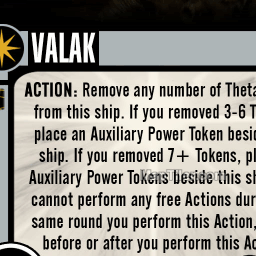 VALAK
ACTION: Remove any number of Theta
from this ship. If you removed 3-6 T
place an Auxiliary Power Token besid
ship. If you removed 7+ Tokens, pl
Auxiliary Power Tokens beside this sh
cannot perform any free Actions dur
same round you perform this Action,
before or after you perform this Ac